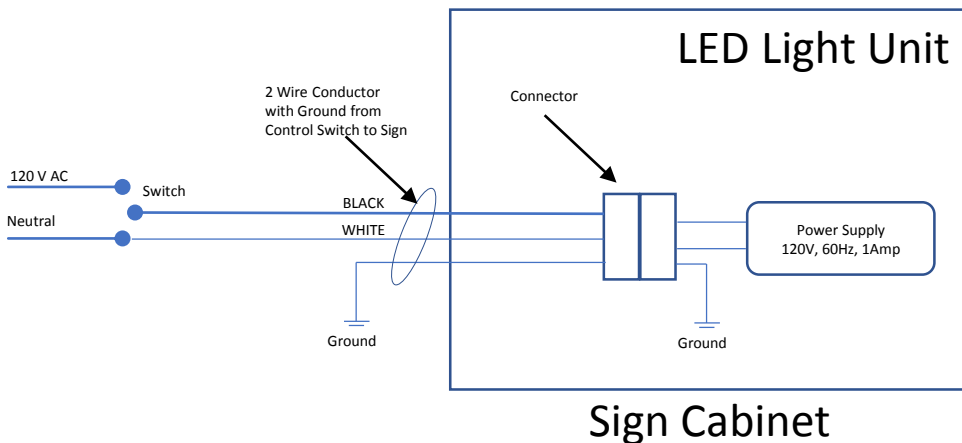 LED Light Unit
2 Wire Conductor
with Ground from
Control Switch to Sign
Connector
120 V AC
Switch
BLACK
Neutral
WHITE
Power Supply
120V, 60Hz, 1Amp
Ground
Ground
Sign Cabinet